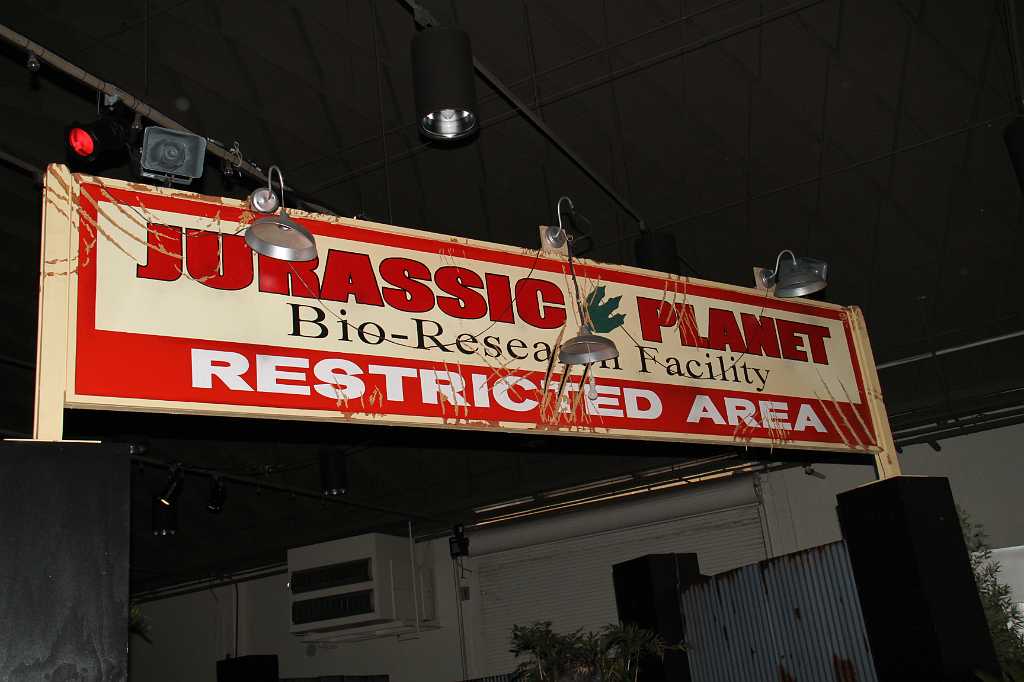 JURASSIC PLANET
Bio-Research Facility
RESTRICTED AREA